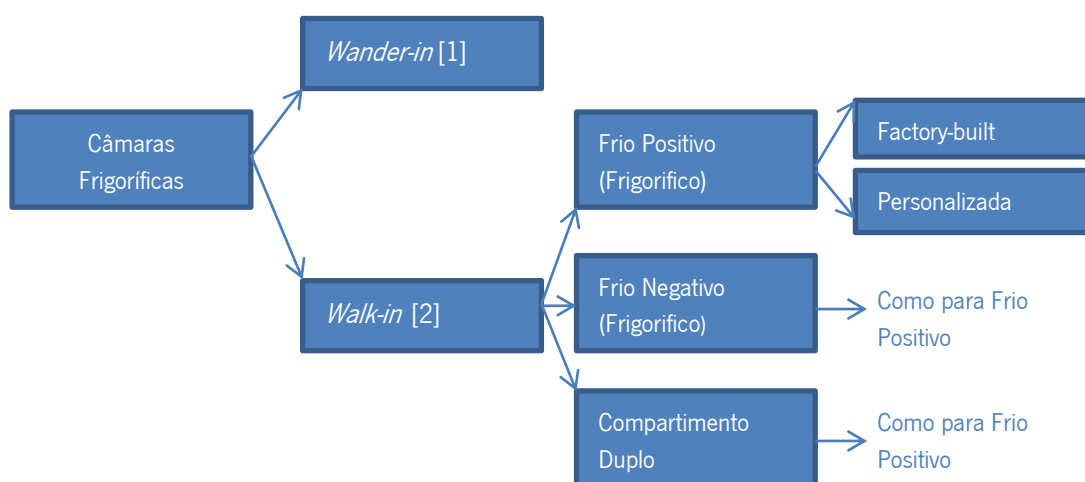 Wander-in [1]
Câmaras
Frigoríficas
Walk-in [2]
Frio Positivo
(Frigorifico)
Factory-built
Personalizada
Frio Negativo
(Frigorifico)
Como para Frio
Positivo
Compartimento
Duplo
Como para Frio
Positivo